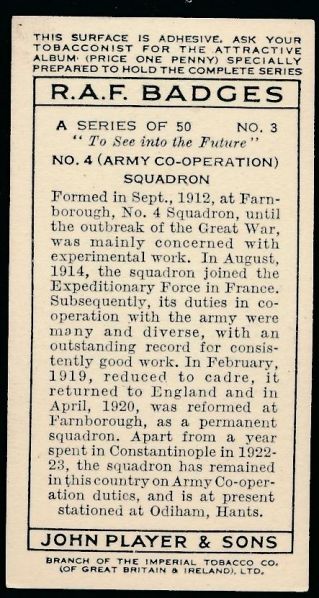 THIS SURFACE IS ADHESIVE. ASK YOUR
TOBACCONIST FOR THE ATTRACTIVE
ALBUM (PRICE ONE PENNY) SPECIALLY
PREPARED TO HOLD THE COMPLETE SERIES
R.A.F. BADGES
A SERIES OF 50 NO. 3
"To See into the Future"
NO. 4 (ARMY CO-OPERATION)
SQUADRON
Formed in Sept., 1912, at Farn-
borough, No. 4 Squadron, until
the outbreak of the Great War,
was mainly concerned with
experimental work. In August,
1914, the squadron joined the
Expeditionary Force in France.
Subsequently, its duties in co-
operation with the army were
many and diverse, with an
outstanding record for consis-
tently good work. In February,
1919, reduced to cadre, it
returned to England and in
April, 1920, was reformed at
Farnborough, as a permanent
squadron. Apart from a year
spent in Constantinople in 1922-
23, the squadron has remained
in this country on Army Co-oper-
ation duties, and is at present
stationed at Odiham, Hants.
JOHN PLAYER & SONS
BRANCH OF THE IMPERIAL TOBACCO CO.
(OF GREAT BRITAIN & IRELAND), LTD.